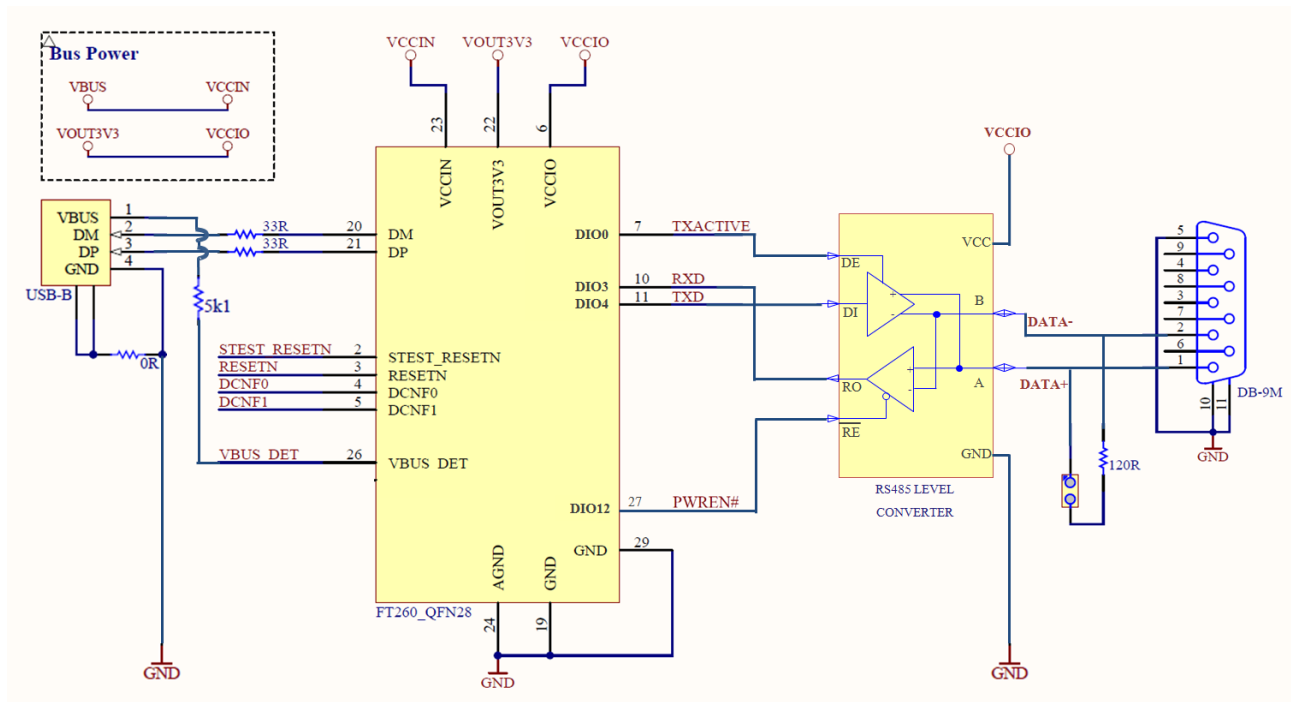 Bus Power
VBUS
VCCIN
VOUT3V3
VCCIO
VCCIN
VOUT3V3
VCCIO
23
22
6
VCCIN
VOUT3V3
VCCIO
VBUS
DM
DP
GND
1
2
3
4
USB-B
33R
33R
5k1
0R
20
21
DM
DP
STEST_RESETN
RESETN
DCNF0
DCNF1
2
3
4
5
STEST_RESETN
RESETN
DCNF0
DCNF1
VBUS_DET
26
VBUS DET
DIO0
7
TXACTIVE
DIO3
10
RXD
DIO4
11
TXD
DIO12
27
PWREN#
GND
29
AGND
GND
24
19
FT260_QFN28
GND
GND
VCCIO
VCC
DE
DI
RO
RE
B
A
GND
+
-
+
-
RS485 LEVEL
CONVERTER
GND
DATA-
DATA+
120R
5
9
4
8
3
7
2
6
1
10
11
DB-9M
GND